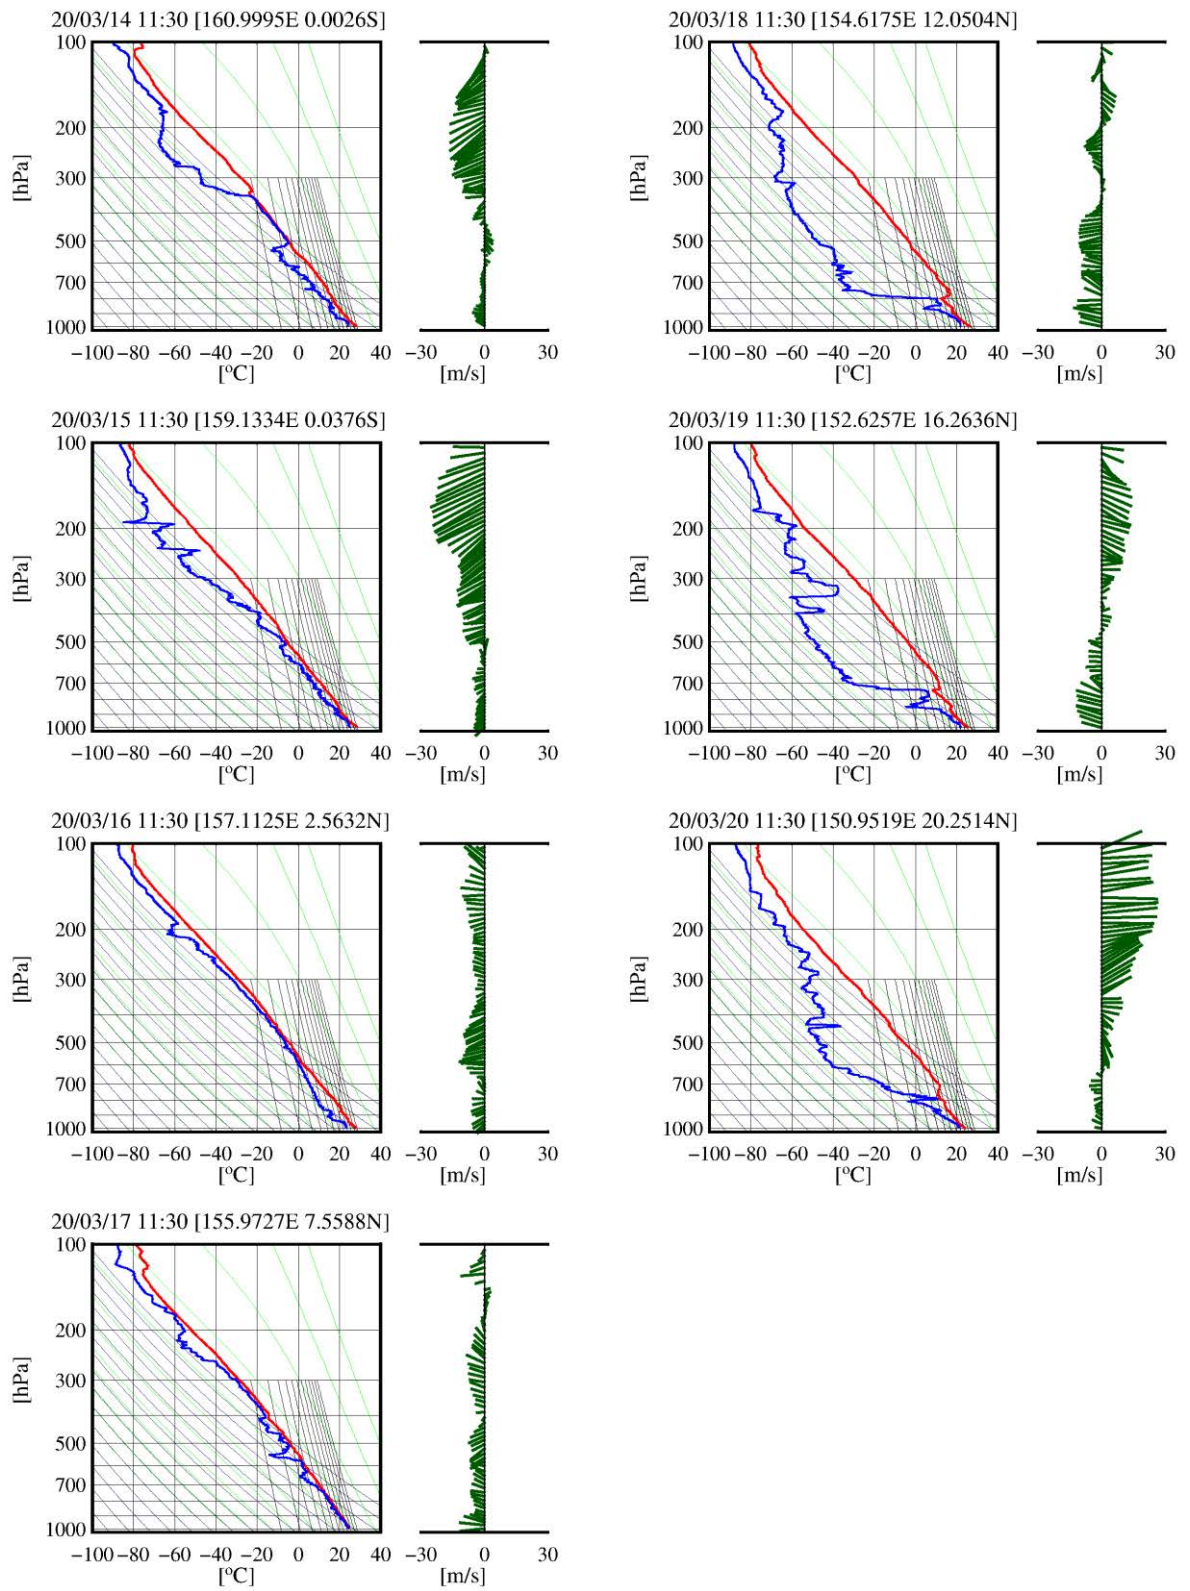 20/03/14 11:30 [160.9995E 0.0026S]
100
200
300
500
700
1000
[hPa]
−100 −80 −60 −40 −20 0 20 40
[ºC]
−30 0 30
[m/s]
20/03/15 11:30 [159.1334E 0.0376S]
100
200
300
500
700
1000
[hPa]
−100 −80 −60 −40 −20 0 20 40
[ºC]
−30 0 30
[m/s]
20/03/16 11:30 [157.1125E 2.5632N]
100
200
300
500
700
1000
[hPa]
−100 −80 −60 −40 −20 0 20 40
[ºC]
−30 0 30
[m/s]
20/03/17 11:30 [155.9727E 7.5588N]
100
200
300
500
700
1000
[hPa]
−100 −80 −60 −40 −20 0 20 40
[ºC]
−30 0 30
[m/s]
20/03/18 11:30 [154.6175E 12.0504N]
100
200
300
500
700
1000
[hPa]
−100 −80 −60 −40 −20 0 20 40
[ºC]
−30 0 30
[m/s]
20/03/19 11:30 [152.6257E 16.2636N]
100
200
300
500
700
1000
[hPa]
−100 −80 −60 −40 −20 0 20 40
[ºC]
−30 0 30
[m/s]
20/03/20 11:30 [150.9519E 20.2514N]
100
200
300
500
700
1000
[hPa]
−100 −80 −60 −40 −20 0 20 40
[ºC]
−30 0 30
[m/s]